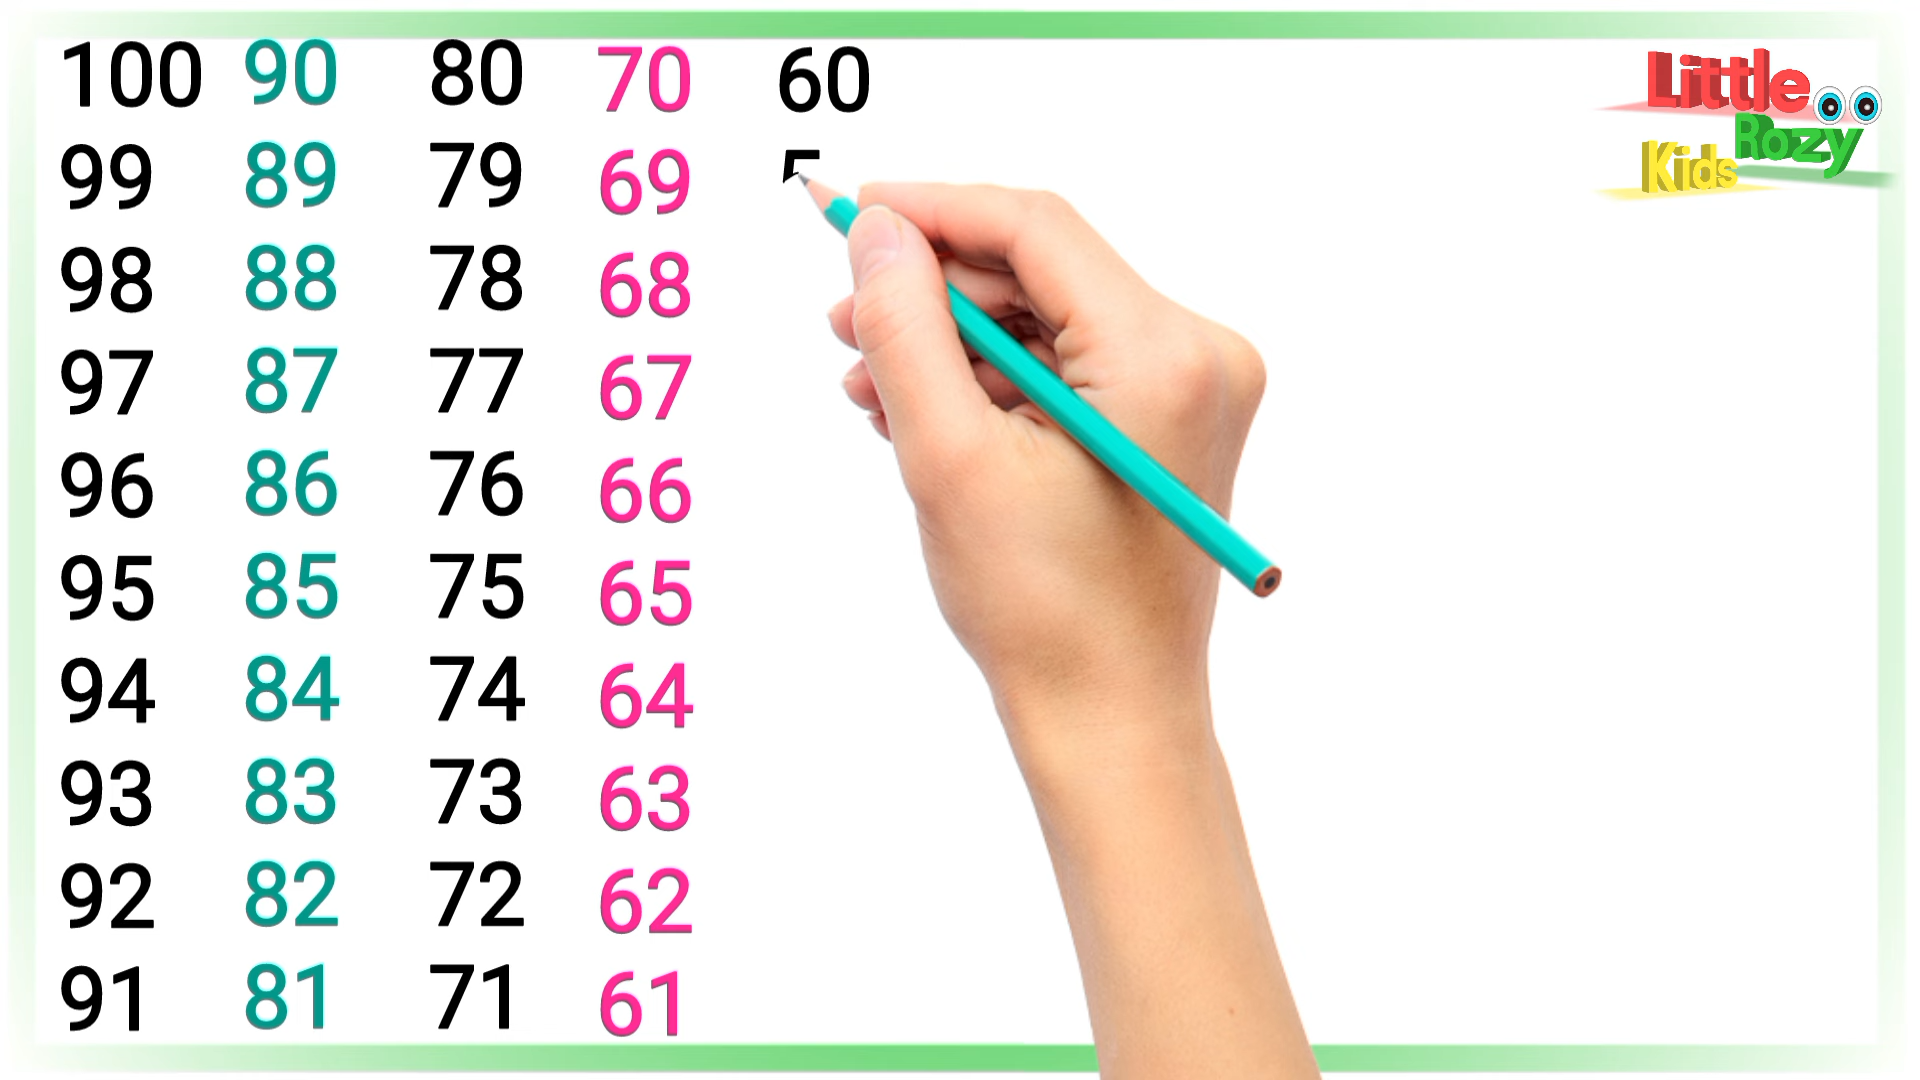 100 90 80 70 60
99 89 79 69 5
98 88 78 68
97 87 77 67
96 86 76 66
95 85 75 65
94 84 74 64
93 83 73 63
92 82 72 62
91 81 71 61
Little
Rozy
Kids